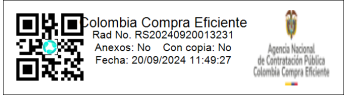 Colombia Compra Eficiente
Rad No. RS20240920013231
Anexos: No Con copia: No
Fecha: 20/09/2024 11:49:27
Agencia Nacional
de Contratación Pública
Colombia Compra Eficiente